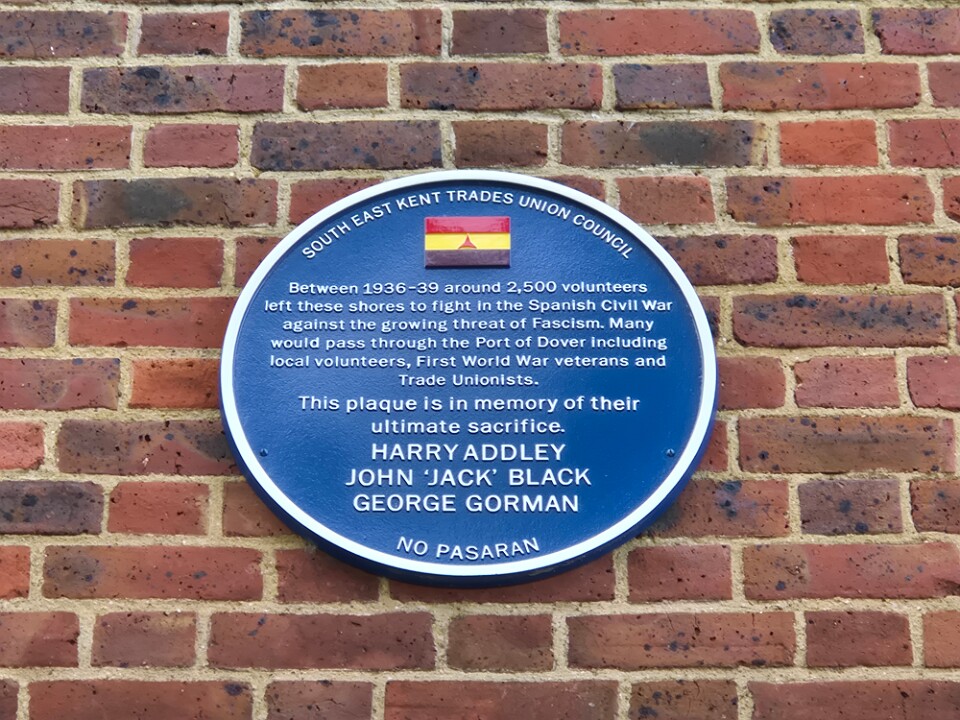 SOUTH EAST KENT TRADES UNION COUNCIL
Between 1936-39 around 2,500 volunteers
left these shores to fight in the Spanish Civil War
against the growing threat of Fascism. Many
would pass through the Port of Dover including
local volunteers, First World War veterans and
Trade Unionists.
This plaque is in memory of their
ultimate sacrifice.
HARRY ADDLEY
JOHN ‘JACK’ BLACK
GEORGE GORMAN
NO PASARAN